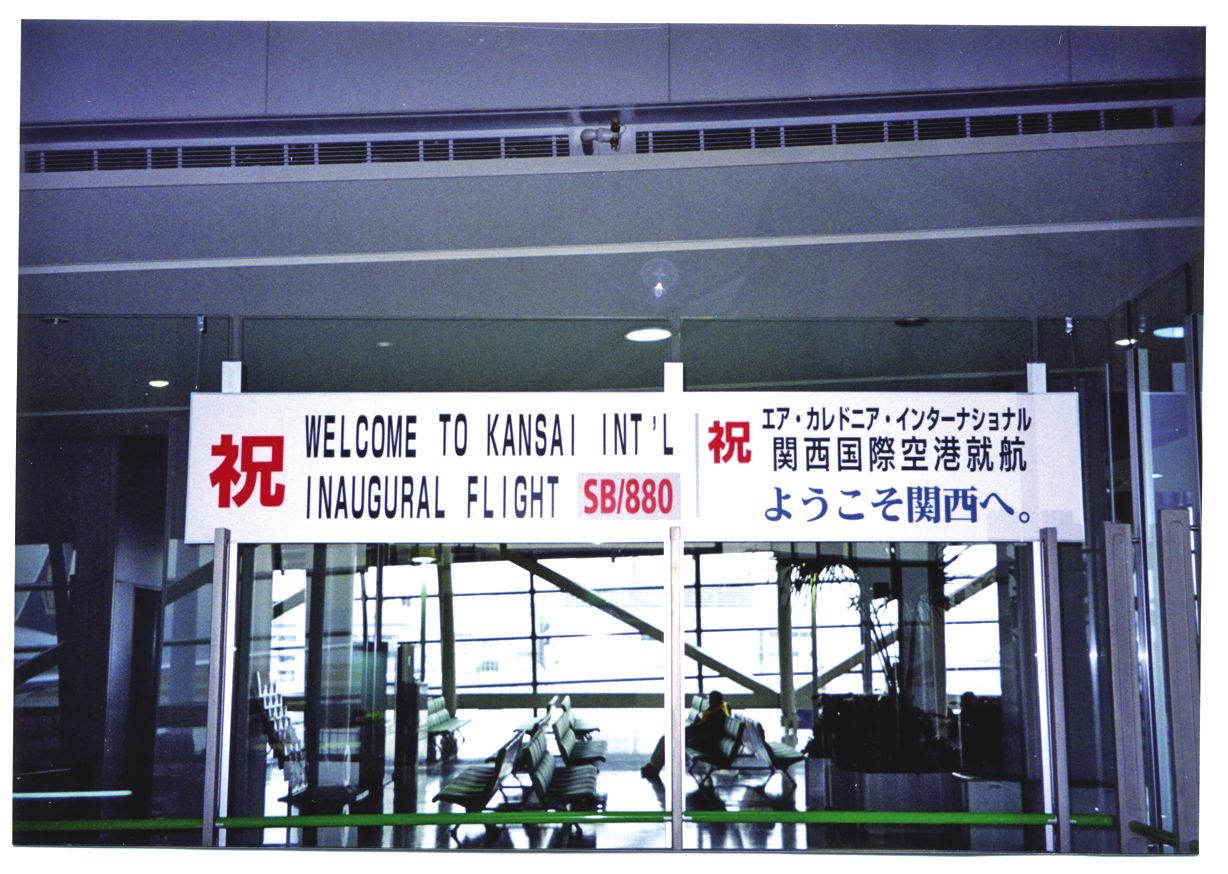 祝
WELCOME TO KANSAI INT'L
INAUGURAL FLIGHT SB/880
祝
エア・カレドニア・インターナショナル
関西国際空港就航
ようこそ関西へ。